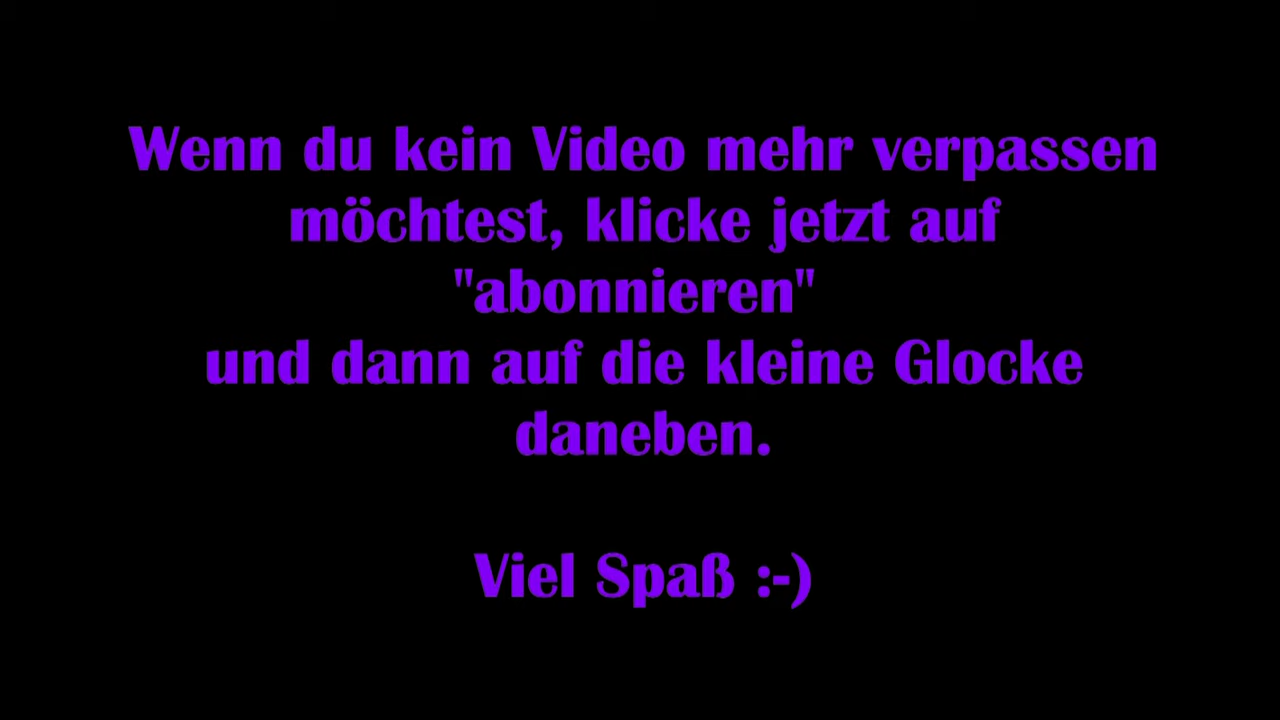 Wenn du kein Video mehr verpassen
möchtest, klicke jetzt auf
"abonnieren"
und dann auf die kleine Glocke
daneben.
Viel Spaß :-)